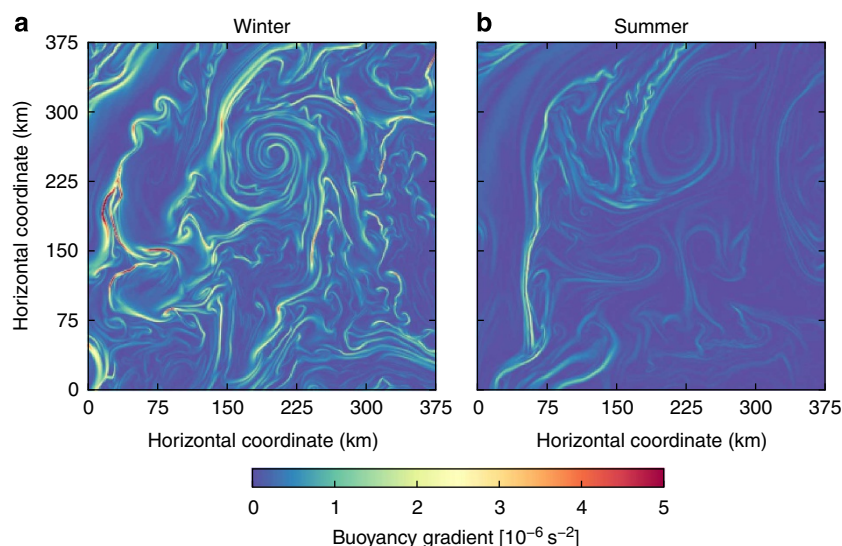 a
Winter
b
Summer
375
300
225
150
75
0
Horizontal coordinate (km)
0 75 150 225 300 375
0 75 150 225 300 375
Horizontal coordinate (km)
Horizontal coordinate (km)
0 1 2 3 4 5
Buoyancy gradient [10⁻⁶ s⁻²]